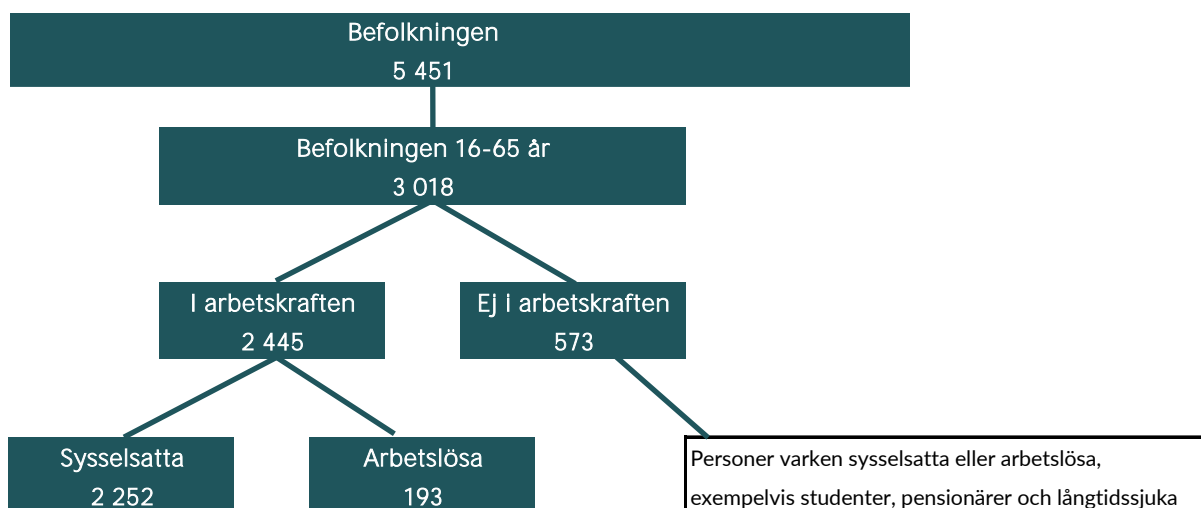 Befolkningen
5 451
Befolkningen 16-65 år
3 018
I arbetskraften
2 445
Ej i arbetskraften
573
Sysselsatta
2 252
Arbetslösa
193
Personer varken sysselsatta eller arbetslösa,
exempelvis studenter, pensionärer och långtidssjuka